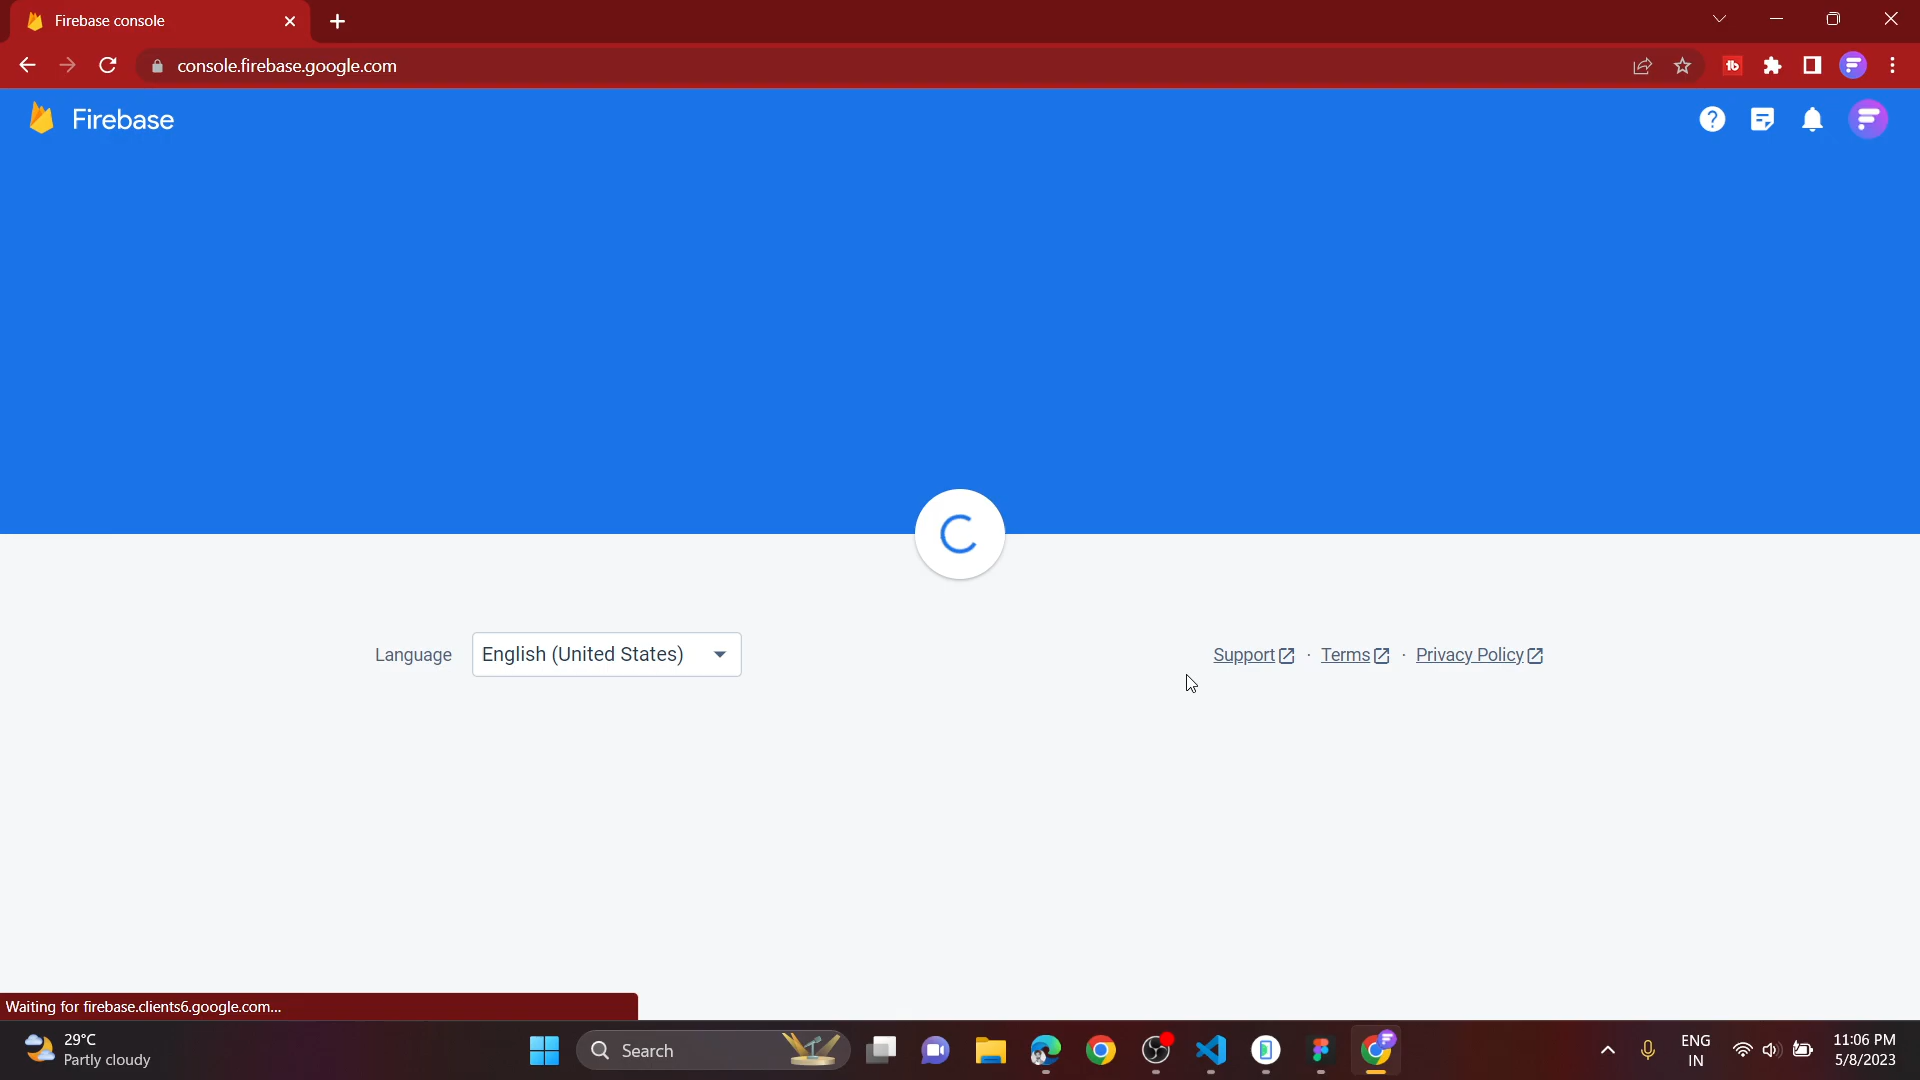 Firebase console
console.firebase.google.com
Firebase
Language
English (United States)
Support · Terms · Privacy Policy
Waiting for firebase.clients6.google.com...
29°C
Partly cloudy
Search
ENG
IN
11:06 PM
5/8/2023